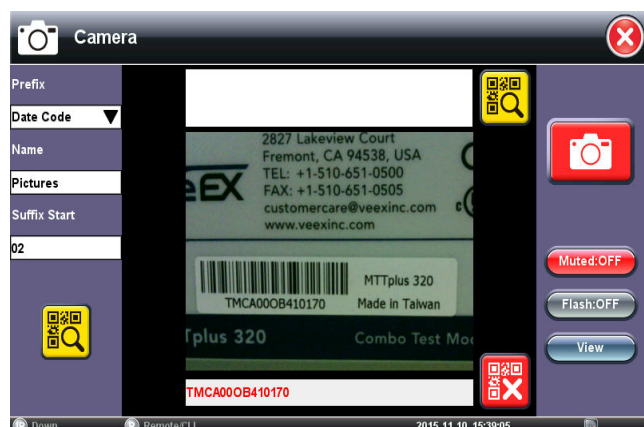 Camera
Prefix
Date Code
Name
Pictures
Suffix Start
02
2827 Lakeview Court
Fremont, CA 94538, USA
TEL: +1-510-651-0500
FAX: +1-510-651-0505
customercare@veexinc.com
www.veexinc.com
eEX
MTTplus 320
TMCA00OB410170 Made in Taiwan
Tplus 320 Combo Test Mod
TMCA00OB410170
Muted:OFF
Flash:OFF
View
IP Down
R Remote/CLI
2015-11-10 15:39:05